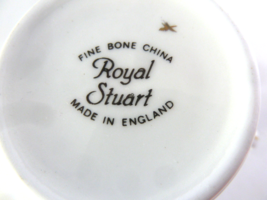 FINE BONE CHINA
Royal
Stuart
MADE IN ENGLAND